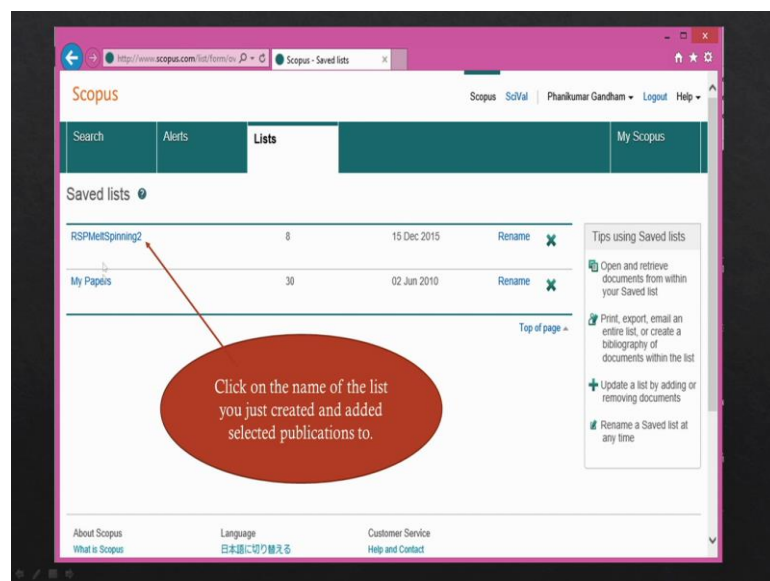 http://www.scopus.com/list/form/ov
Scopus - Saved lists
Scopus
Scopus SciVal Phanikumar Gandham Logout Help
Search Alerts Lists My Scopus
Saved lists
RSPMeltSpinning2 8 15 Dec 2015 Rename
My Papers 30 02 Jun 2010 Rename
Top of page
Click on the name of the list
you just created and added
selected publications to.
Tips using Saved lists
Open and retrieve
documents from within
your Saved list
Print, export, email an
entire list, or create a
bibliography of
documents within the list
Update a list by adding or
removing documents
Rename a Saved list at
any time
About Scopus Language Customer Service
What is Scopus 日本語に切り替える Help and Contact